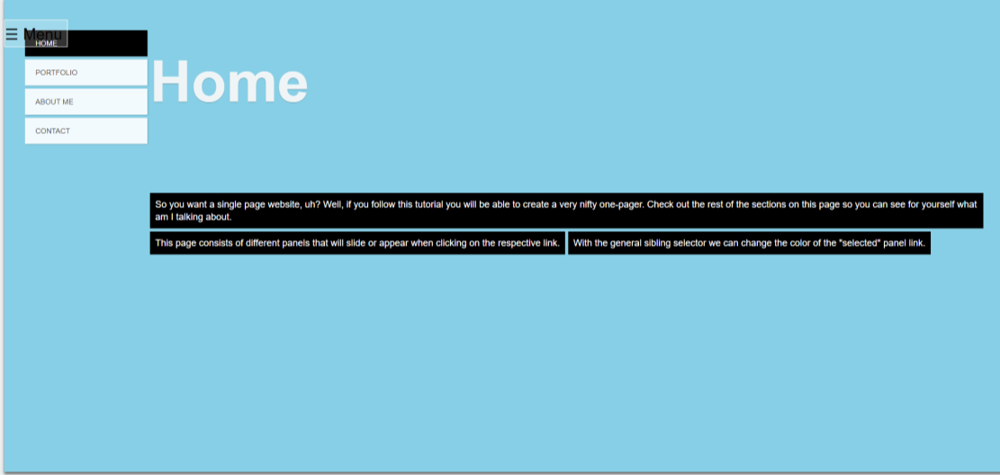 ☰ Menu
HOME
PORTFOLIO
ABOUT ME
CONTACT
Home
So you want a single page website, uh? Well, if you follow this tutorial you will be able to create a very nifty one-pager. Check out the rest of the sections on this page so you can see for yourself what
am I talking about.
This page consists of different panels that will slide or appear when clicking on the respective link. With the general sibling selector we can change the color of the "selected" panel link.